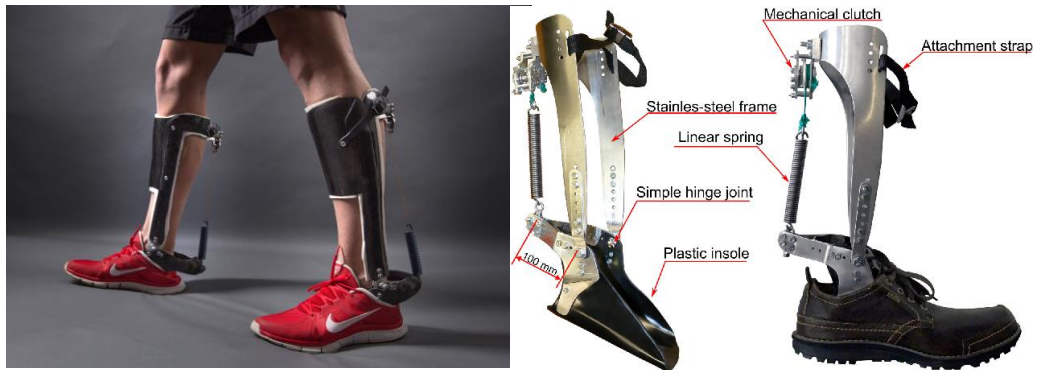 Mechanical clutch
Attachment strap
Stainles-steel frame
Linear spring
Simple hinge joint
100 mm
Plastic insole